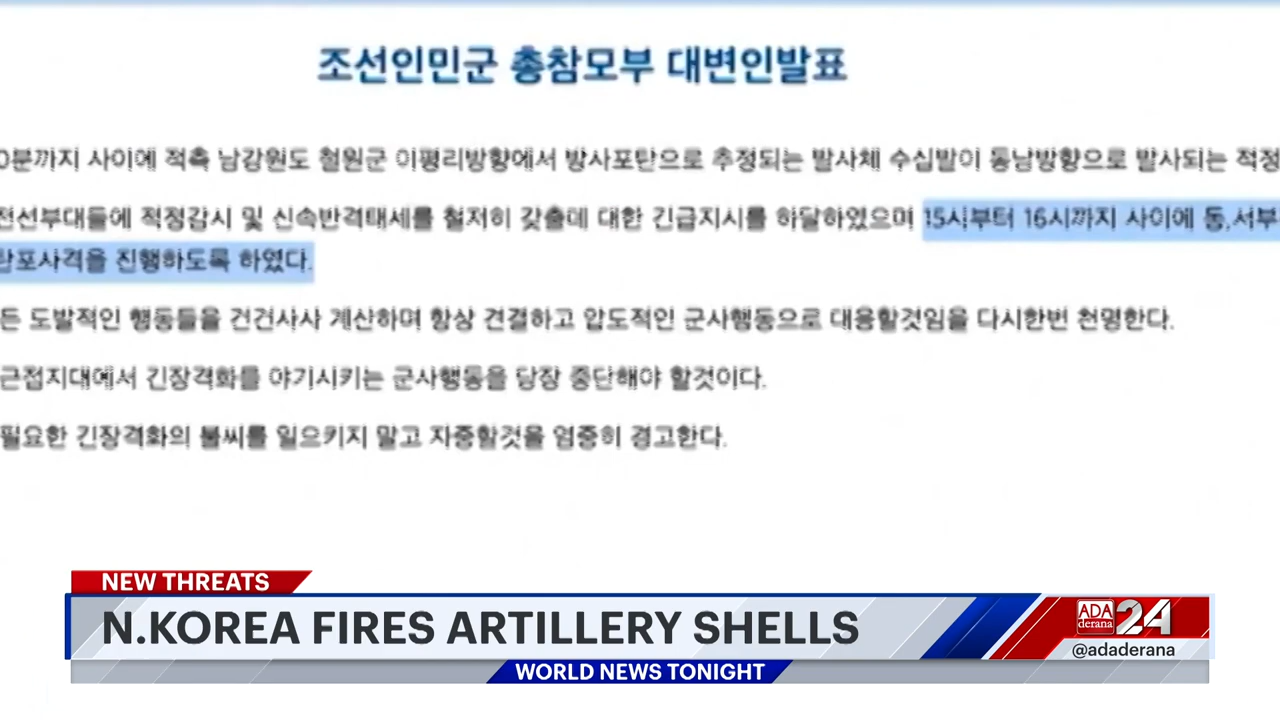 조선인민군 총참모부 대변인발표
0분까지 사이에 적측 남강원도 철원군 이평리방향에서 방사포탄으로 추정되는 발사체 수십발이 동남방향으로 발사되는 적정
전선부대들에 적정감시 및 신속반격태세를 철저히 갖출데 대한 긴급지시를 하달하였으며 15시부터 16시까지 사이에 동,서부
탄포사격을 진행하도록 하였다.
든 도발적인 행동들을 건건사사 계산하며 항상 견결하고 압도적인 군사행동으로 대응할것임을 다시한번 천명한다.
근접지대에서 긴장격화를 야기시키는 군사행동을 당장 중단해야 할것이다.
필요한 긴장격화의 불씨를 일으키지 말고 자중할것을 엄중히 경고한다.
NEW THREATS
N.KOREA FIRES ARTILLERY SHELLS
ADA derana 24
@adaderana
WORLD NEWS TONIGHT